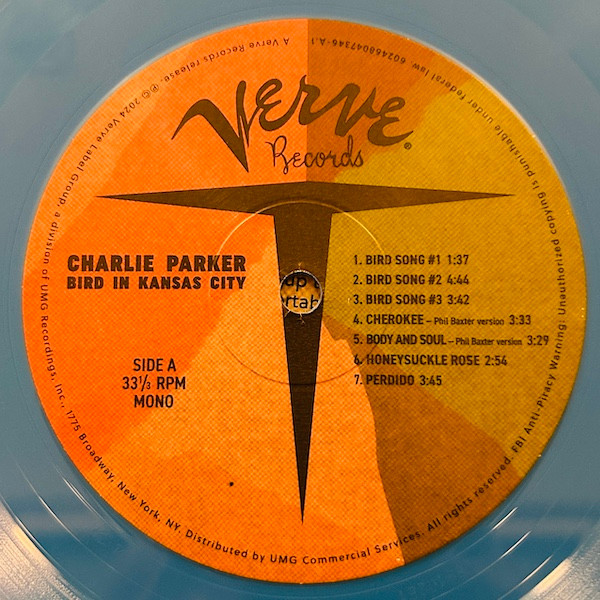 Verve®
Records
CHARLIE PARKER
BIRD IN KANSAS CITY
SIDE A
33⅓ RPM
MONO
1. BIRD SONG #1 1:37
2. BIRD SONG #2 4:44
3. BIRD SONG #3 3:42
4. CHEROKEE – Phil Baxter version 3:33
5. BODY AND SOUL – Phil Baxter version 3:29
6. HONEYSUCKLE ROSE 2:54
7. PERDIDO 3:45
A Verve Records release. ℗© 2024 Verve Label Group, a division of UMG Recordings, Inc., 1775 Broadway, New York, NY. Distributed by UMG Commercial Services. All rights reserved. FBI Anti-Piracy Warning: Unauthorized copying is punishable under federal law. 602468047346-A.1